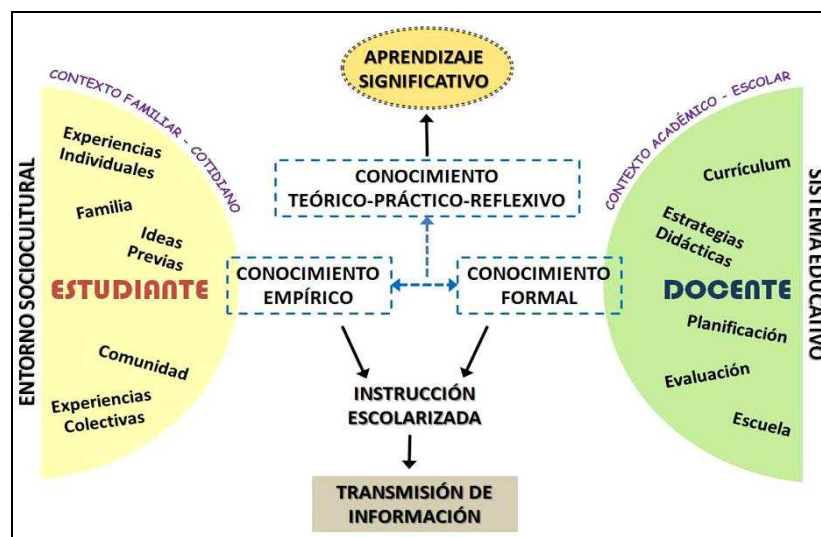 APRENDIZAJE
SIGNIFICATIVO
CONTEXTO FAMILIAR - COTIDIANO
CONTEXTO ACADÉMICO - ESCOLAR
ENTORNO SOCIOCULTURAL
Experiencias
Individuales
Familia
Ideas
Previas
ESTUDIANTE
Comunidad
Experiencias
Colectivas
CONOCIMIENTO
TEÓRICO-PRÁCTICO-REFLEXIVO
CONOCIMIENTO
EMPÍRICO
CONOCIMIENTO
FORMAL
INSTRUCCIÓN
ESCOLARIZADA
TRANSMISIÓN DE
INFORMACIÓN
Currículum
Estrategias
Didácticas
DOCENTE
Planificación
Evaluación
Escuela
SISTEMA EDUCATIVO